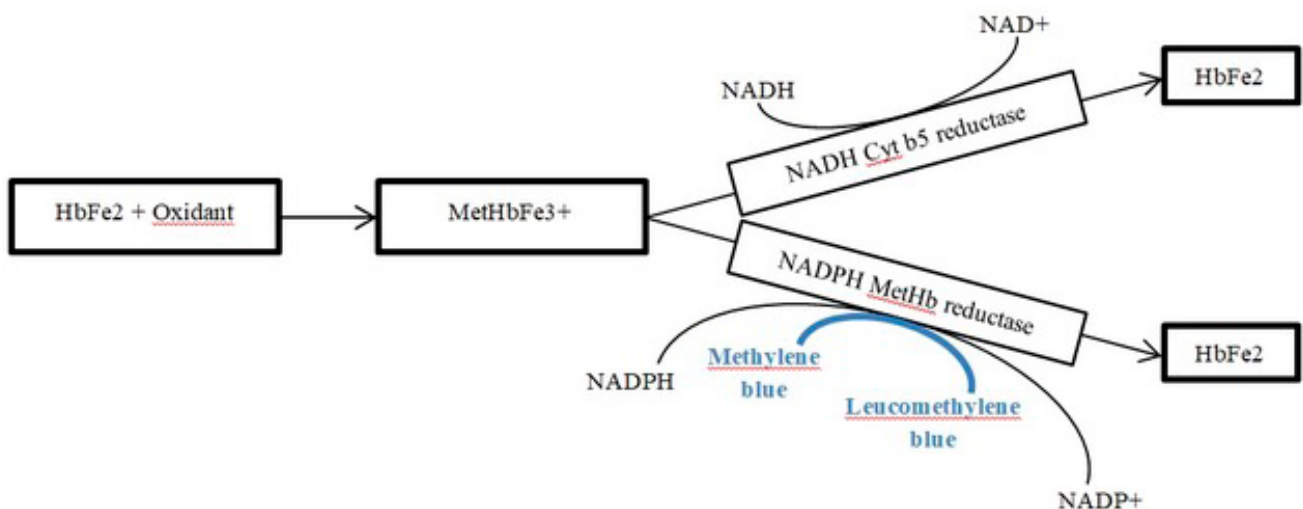 HbFe2 + Oxidant
MetHbFe3+
NADH
NAD+
NADH Cyt b5 reductase
HbFe2
NADPH MetHb reductase
NADPH
Methylene
blue
Leucomethylene
blue
NADP+
HbFe2